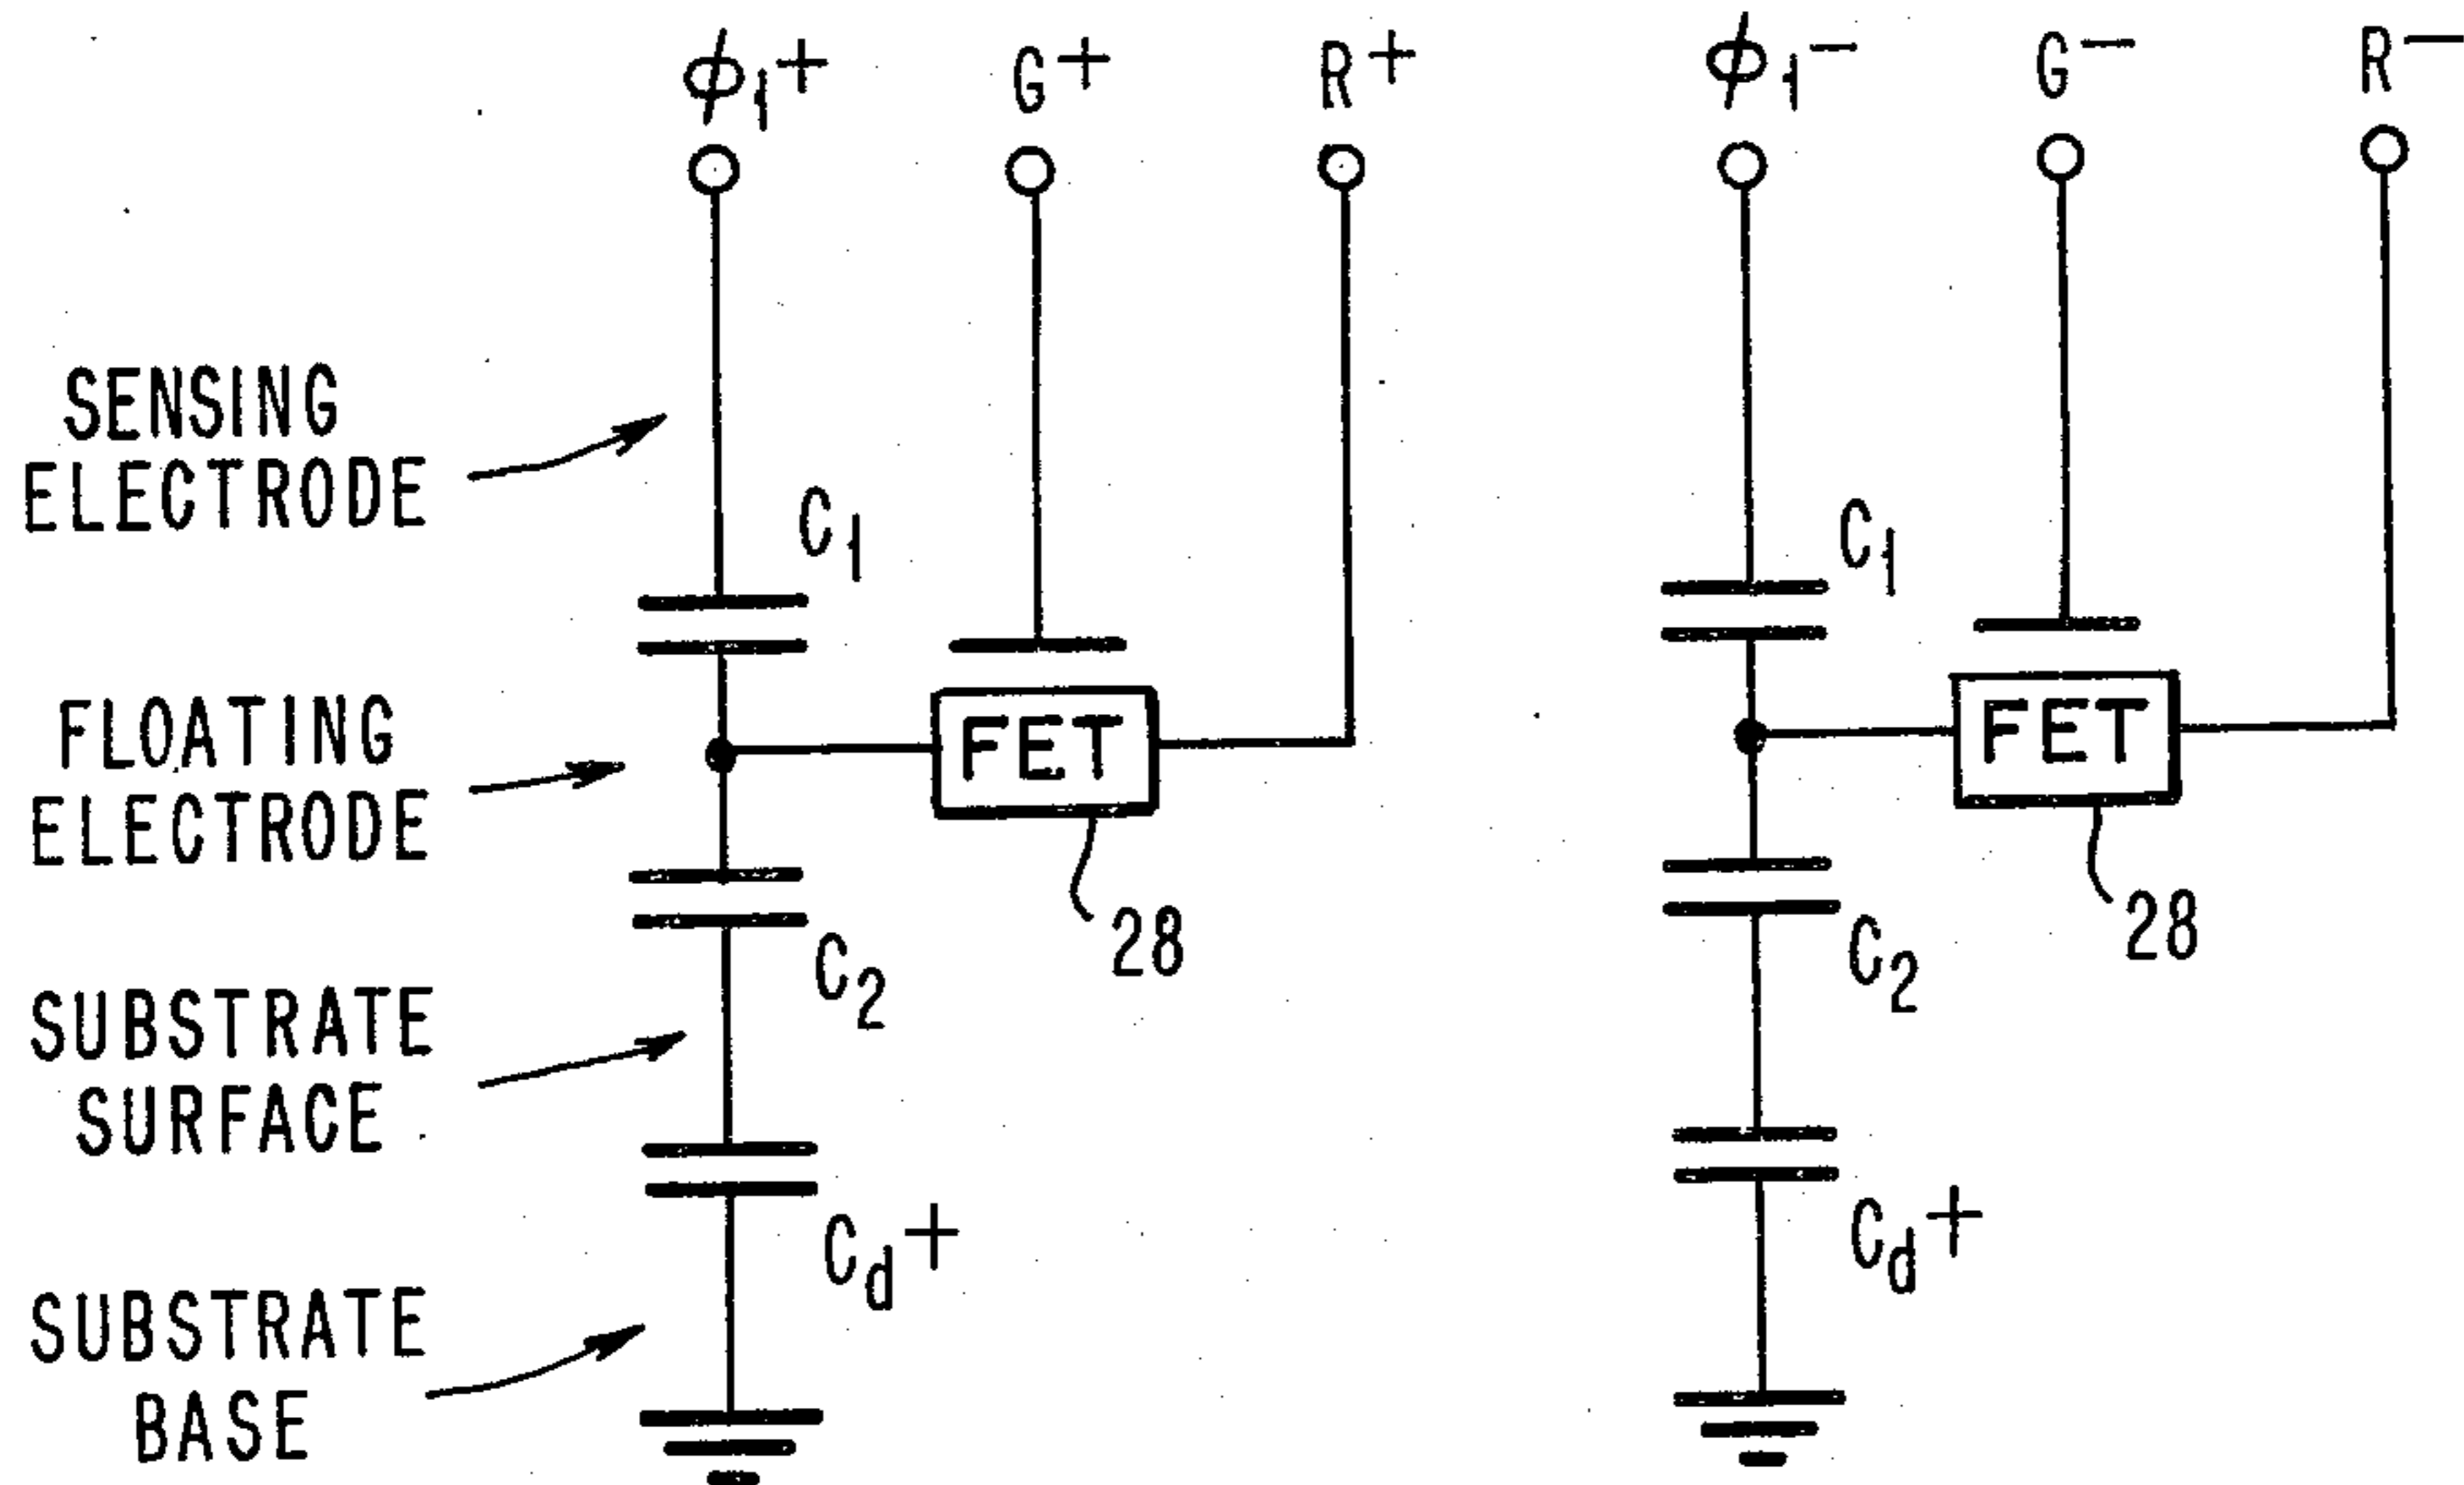 ϕ1+ G+ R+ ϕ1− G− R−
SENSING
ELECTRODE
C1 C1
FLOATING
ELECTRODE
FET FET
28 28
C2 C2
SUBSTRATE
SURFACE
Cd+ Cd+
SUBSTRATE
BASE